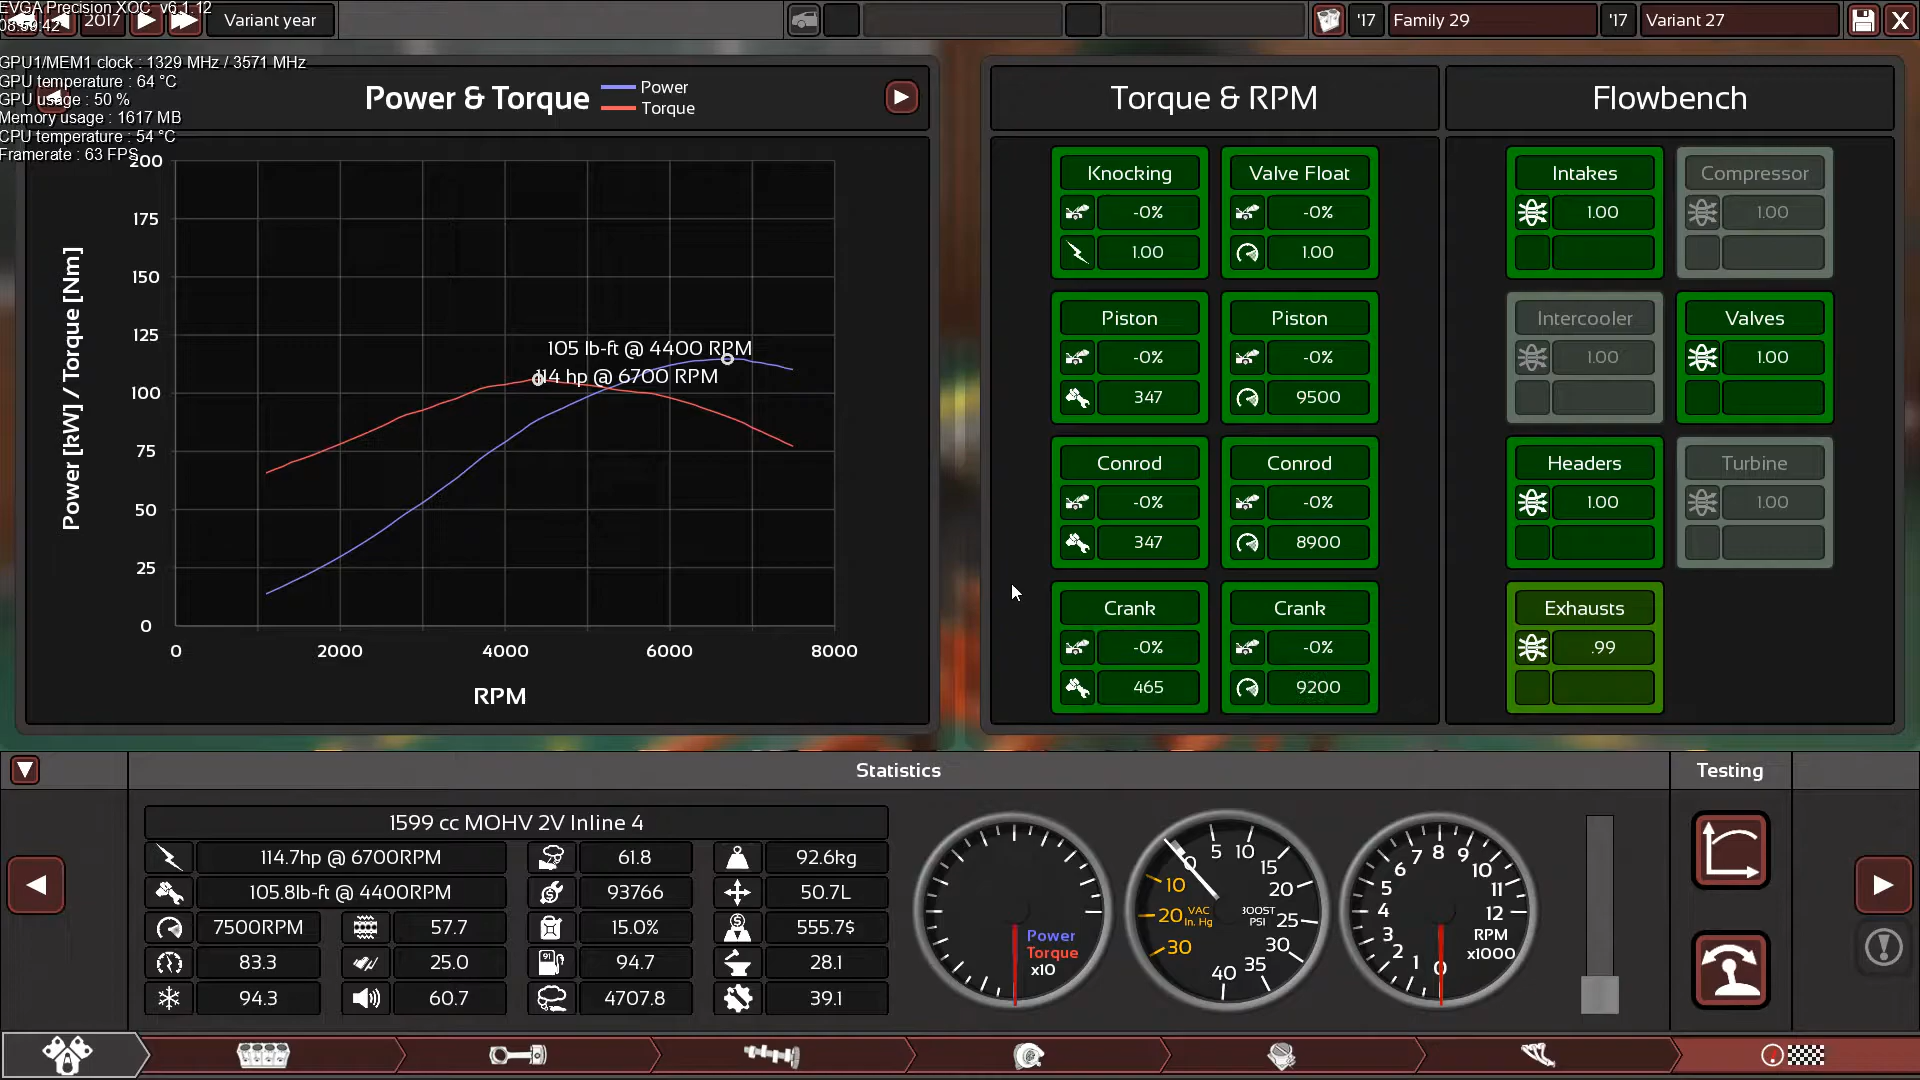 EVGA Precision XOC v6.1.12
08:59:42
2017
Variant year
'17
Family 29
'17
Variant 27
GPU1/MEM1 clock : 1329 MHz / 3571 MHz
GPU temperature : 64 °C
GPU usage : 50 %
Memory usage : 1617 MB
CPU temperature : 54 °C
Framerate : 63 FPS
Power & Torque
Power
Torque
Power [kW] / Torque [Nm]
200
175
150
125
100
75
50
25
0
105 lb-ft @ 4400 RPM
114 hp @ 6700 RPM
0 2000 4000 6000 8000
RPM
Torque & RPM
Flowbench
Knocking
-0%
1.00
Valve Float
-0%
1.00
Piston
-0%
347
Piston
-0%
9500
Conrod
-0%
347
Conrod
-0%
8900
Crank
-0%
465
Crank
-0%
9200
Intakes
1.00
Compressor
1.00
Intercooler
1.00
Valves
1.00
Headers
1.00
Turbine
1.00
Exhausts
.99
Statistics
Testing
1599 cc MOHV 2V Inline 4
114.7hp @ 6700RPM
61.8
92.6kg
105.8lb-ft @ 4400RPM
93766
50.7L
7500RPM
57.7
15.0%
555.7$
83.3
25.0
91
94.7
28.1
94.3
60.7
4707.8
39.1
Power
Torque
x10
0 5 10 15 20 25 30 35 40
10
20
30
VAC
In. Hg
BOOST
PSI
0 1 2 3 4 5 6 7 8 9 10 11 12
RPM
x1000